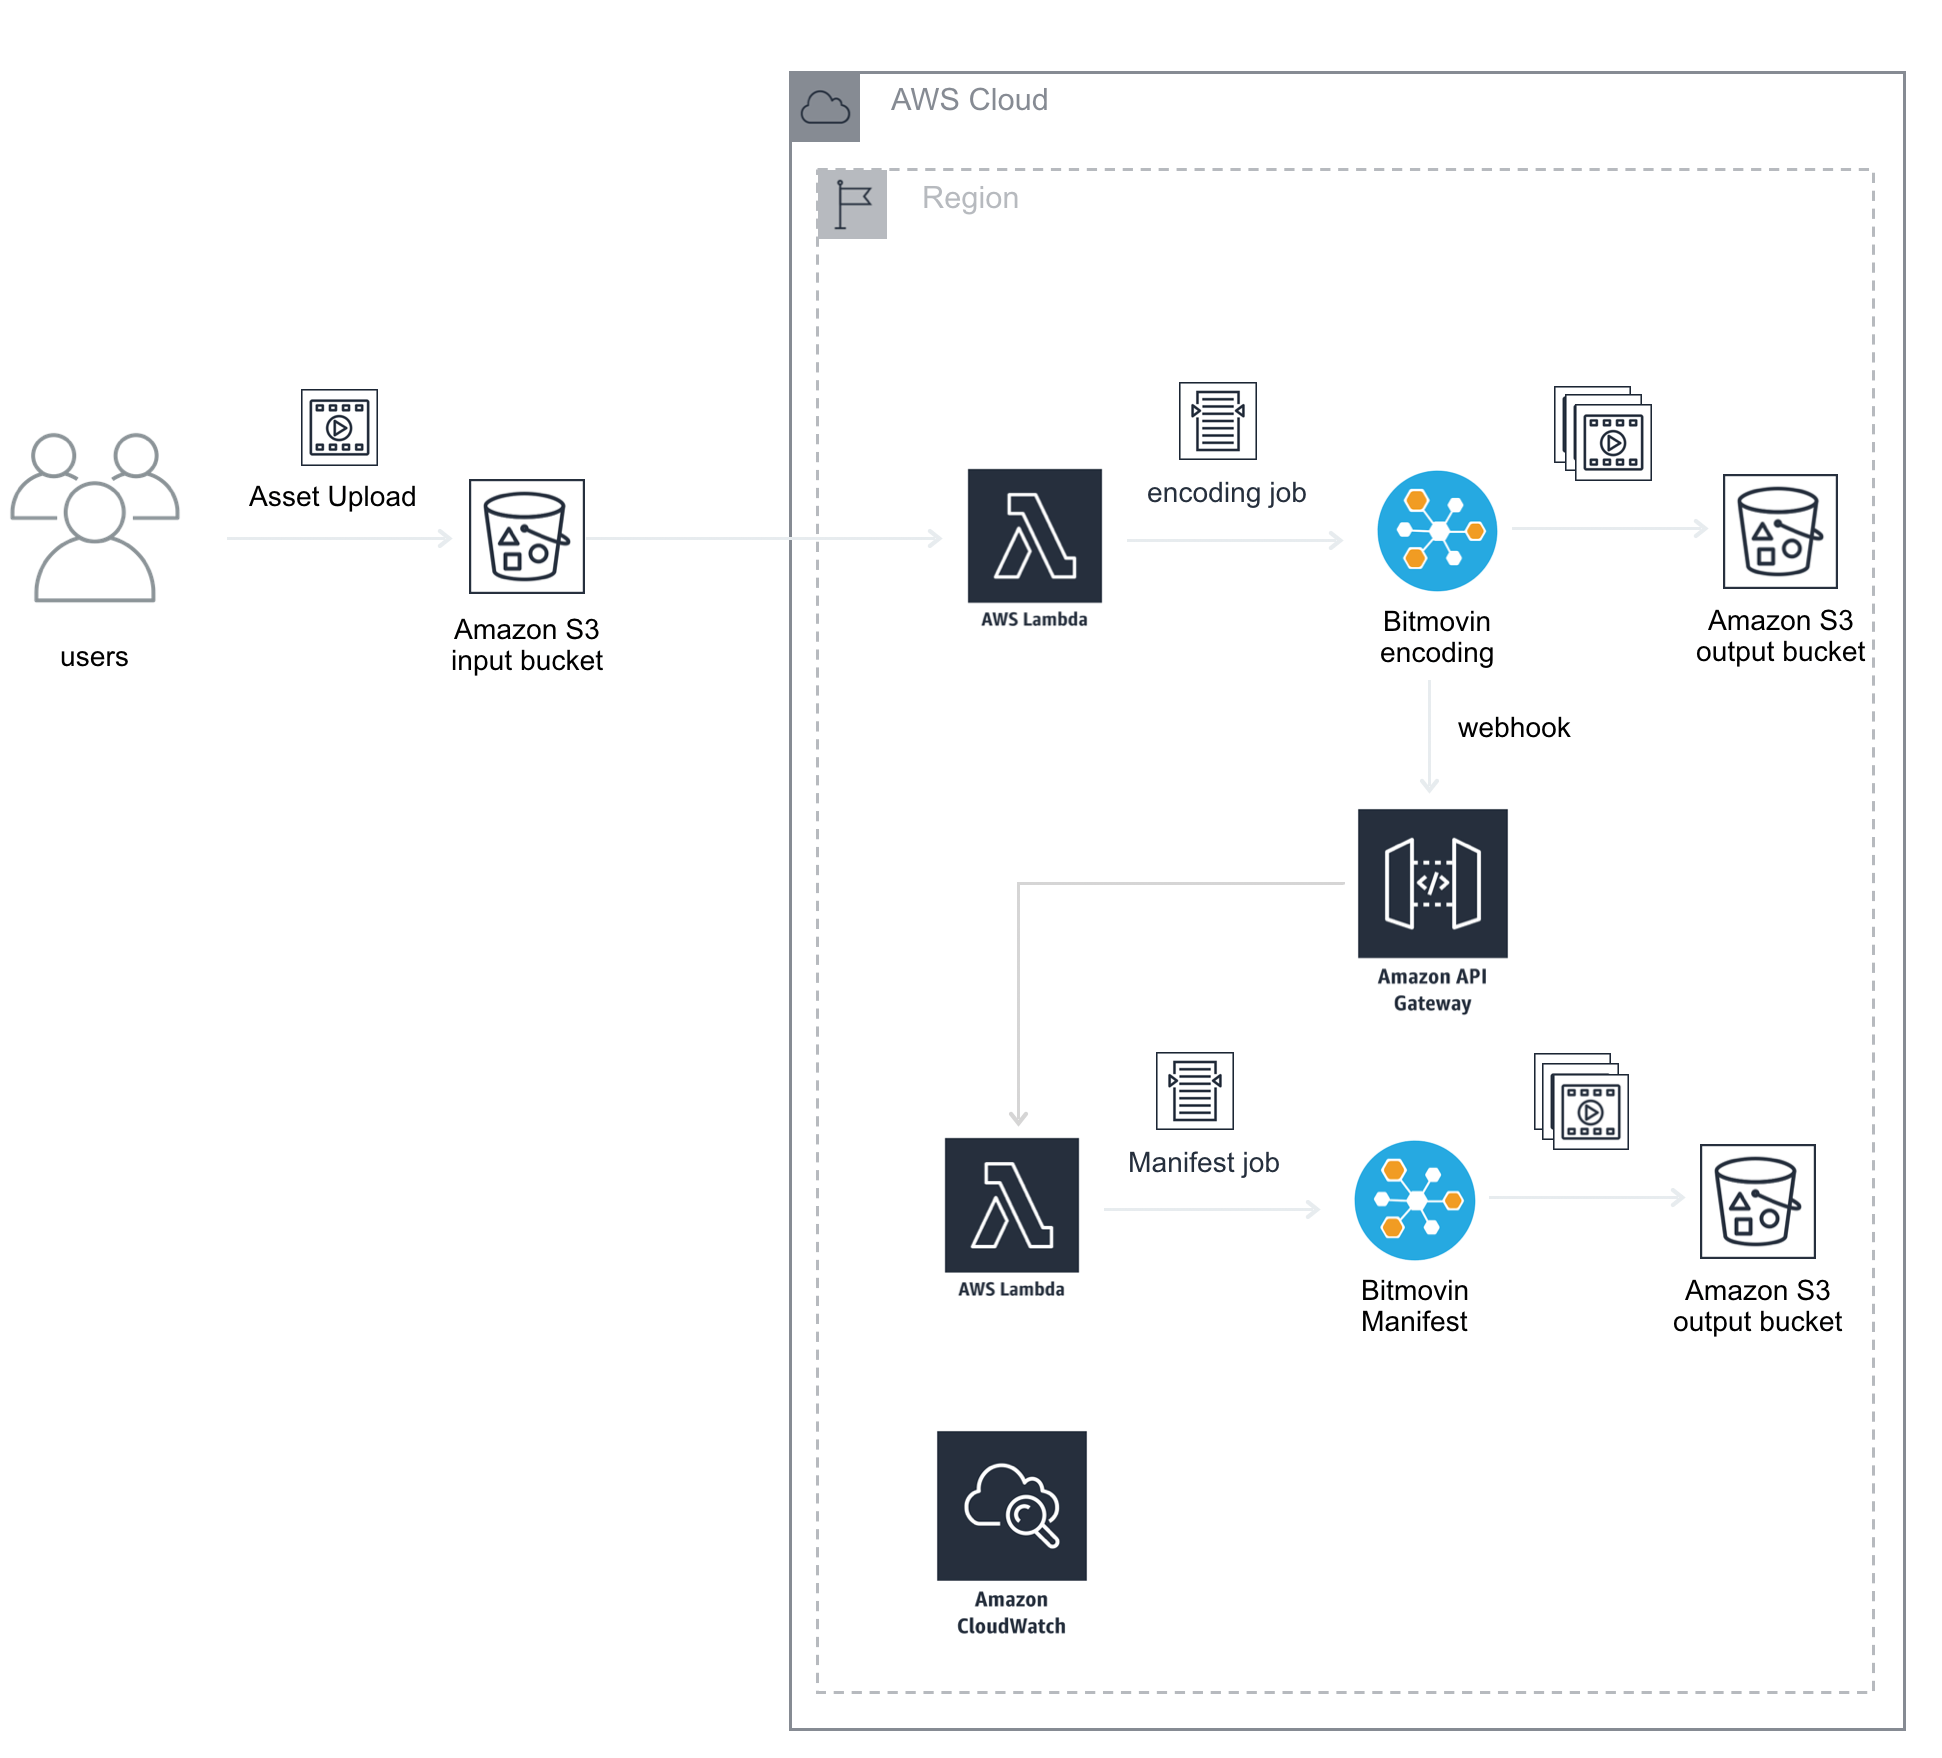 AWS Cloud
Region
Asset Upload
users
Amazon S3
input bucket
AWS Lambda
encoding job
Bitmovin
encoding
Amazon S3
output bucket
webhook
Amazon API
Gateway
AWS Lambda
Manifest job
Bitmovin
Manifest
Amazon S3
output bucket
Amazon
CloudWatch